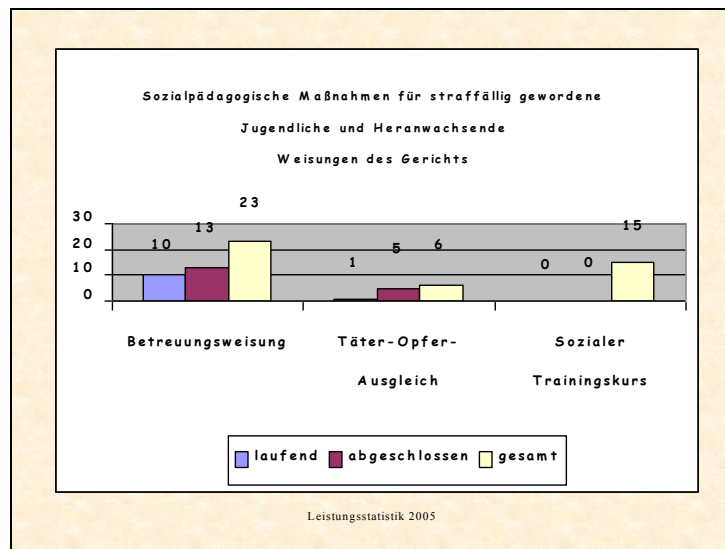 Sozialpädagogische Maßnahmen für straffällig gewordene
Jugendliche und Heranwachsende
Weisungen des Gerichts
23
30
13
15
20
10
1
5
6
0
0
10
0
Betreuungsweisung
Täter-Opfer-
Ausgleich
Sozialer
Trainingskurs
laufend abgeschlossen gesamt
Leistungsstatistik 2005